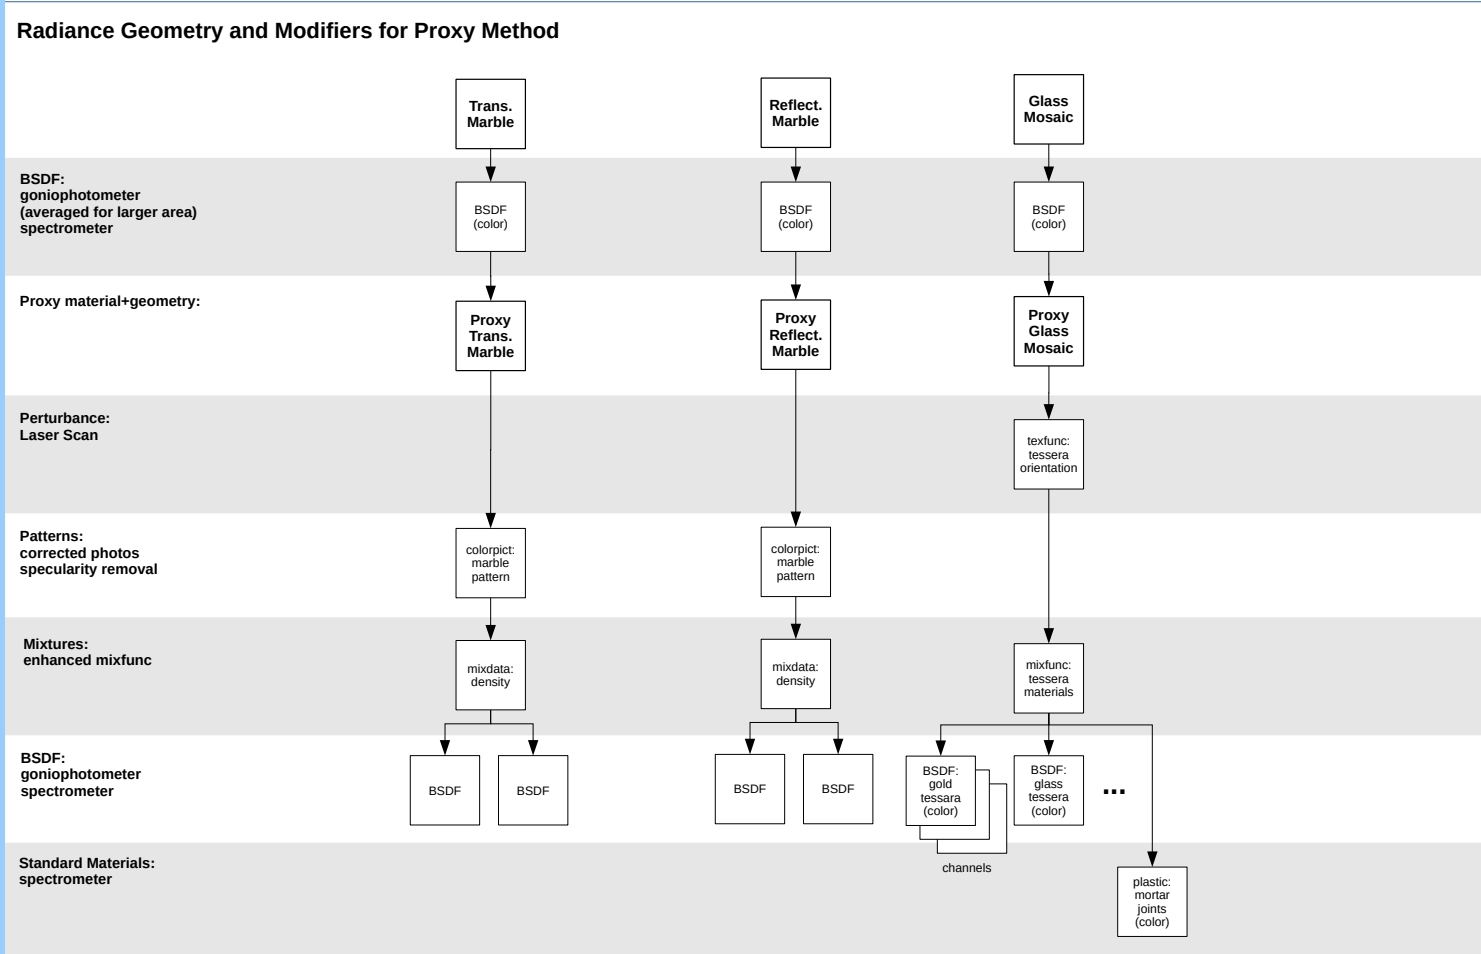 Radiance Geometry and Modifiers for Proxy Method
Trans.
Marble
Reflect.
Marble
Glass
Mosaic
BSDF:
goniophotometer
(averaged for larger area)
spectrometer
BSDF
(color)
BSDF
(color)
BSDF
(color)
Proxy material+geometry:
Proxy
Trans.
Marble
Proxy
Reflect.
Marble
Proxy
Glass
Mosaic
Perturbance:
Laser Scan
texfunc:
tessera
orientation
Patterns:
corrected photos
specularity removal
colorpict:
marble
pattern
colorpict:
marble
pattern
Mixtures:
enhanced mixfunc
mixdata:
density
mixdata:
density
mixfunc:
tessera
materials
BSDF:
goniophotometer
spectrometer
BSDF
BSDF
BSDF
BSDF
BSDF:
gold
tessara
(color)
BSDF:
glass
tessera
(color)
...
channels
Standard Materials:
spectrometer
plastic:
mortar
joints
(color)